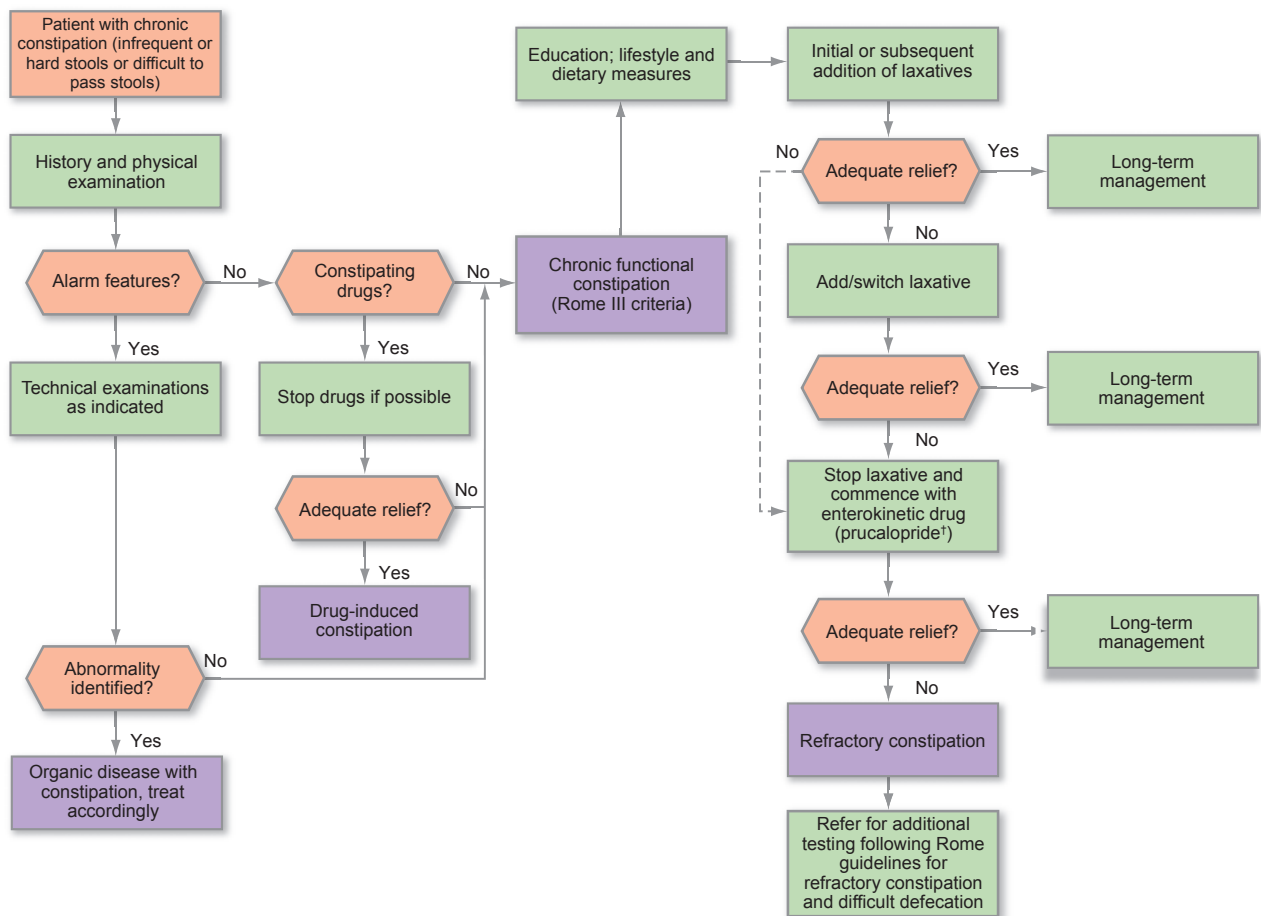 Patient with chronic
constipation (infrequent or
hard stools or difficult to
pass stools)
History and physical
examination
Alarm features?
No
Yes
Technical examinations
as indicated
Abnormality
identified?
No
Yes
Organic disease with
constipation, treat
accordingly
Constipating
drugs?
No
Yes
Stop drugs if possible
Adequate relief?
No
Yes
Drug-induced
constipation
Chronic functional
constipation
(Rome III criteria)
Education; lifestyle and
dietary measures
Initial or subsequent
addition of laxatives
No
Adequate relief?
Yes
Long-term
management
No
Add/switch laxative
Adequate relief?
Yes
Long-term
management
No
Stop laxative and
commence with
enterokinetic drug
(prucalopride†)
Adequate relief?
Yes
Long-term
management
No
Refractory constipation
Refer for additional
testing following Rome
guidelines for
refractory constipation
and difficult defecation